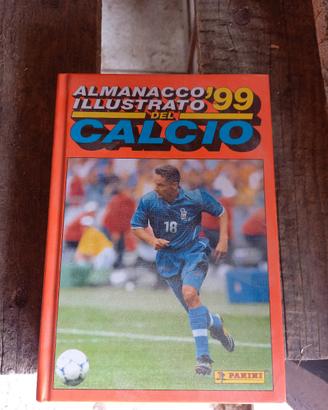 ALMANACCO '99
ILLUSTRATO
DEL
CALCIO
18
PANINI